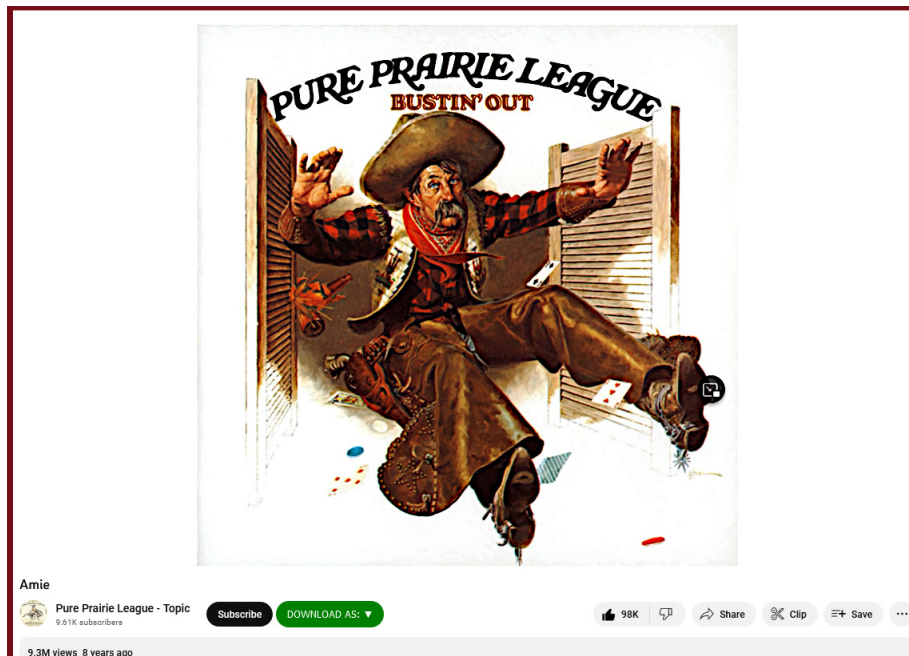 PURE PRAIRIE LEAGUE
BUSTIN' OUT
Amie
Pure Prairie League - Topic
9.61K subscribers
Subscribe
DOWNLOAD AS: ▼
98K
Share
Clip
Save
...
9.3M views 8 years ago